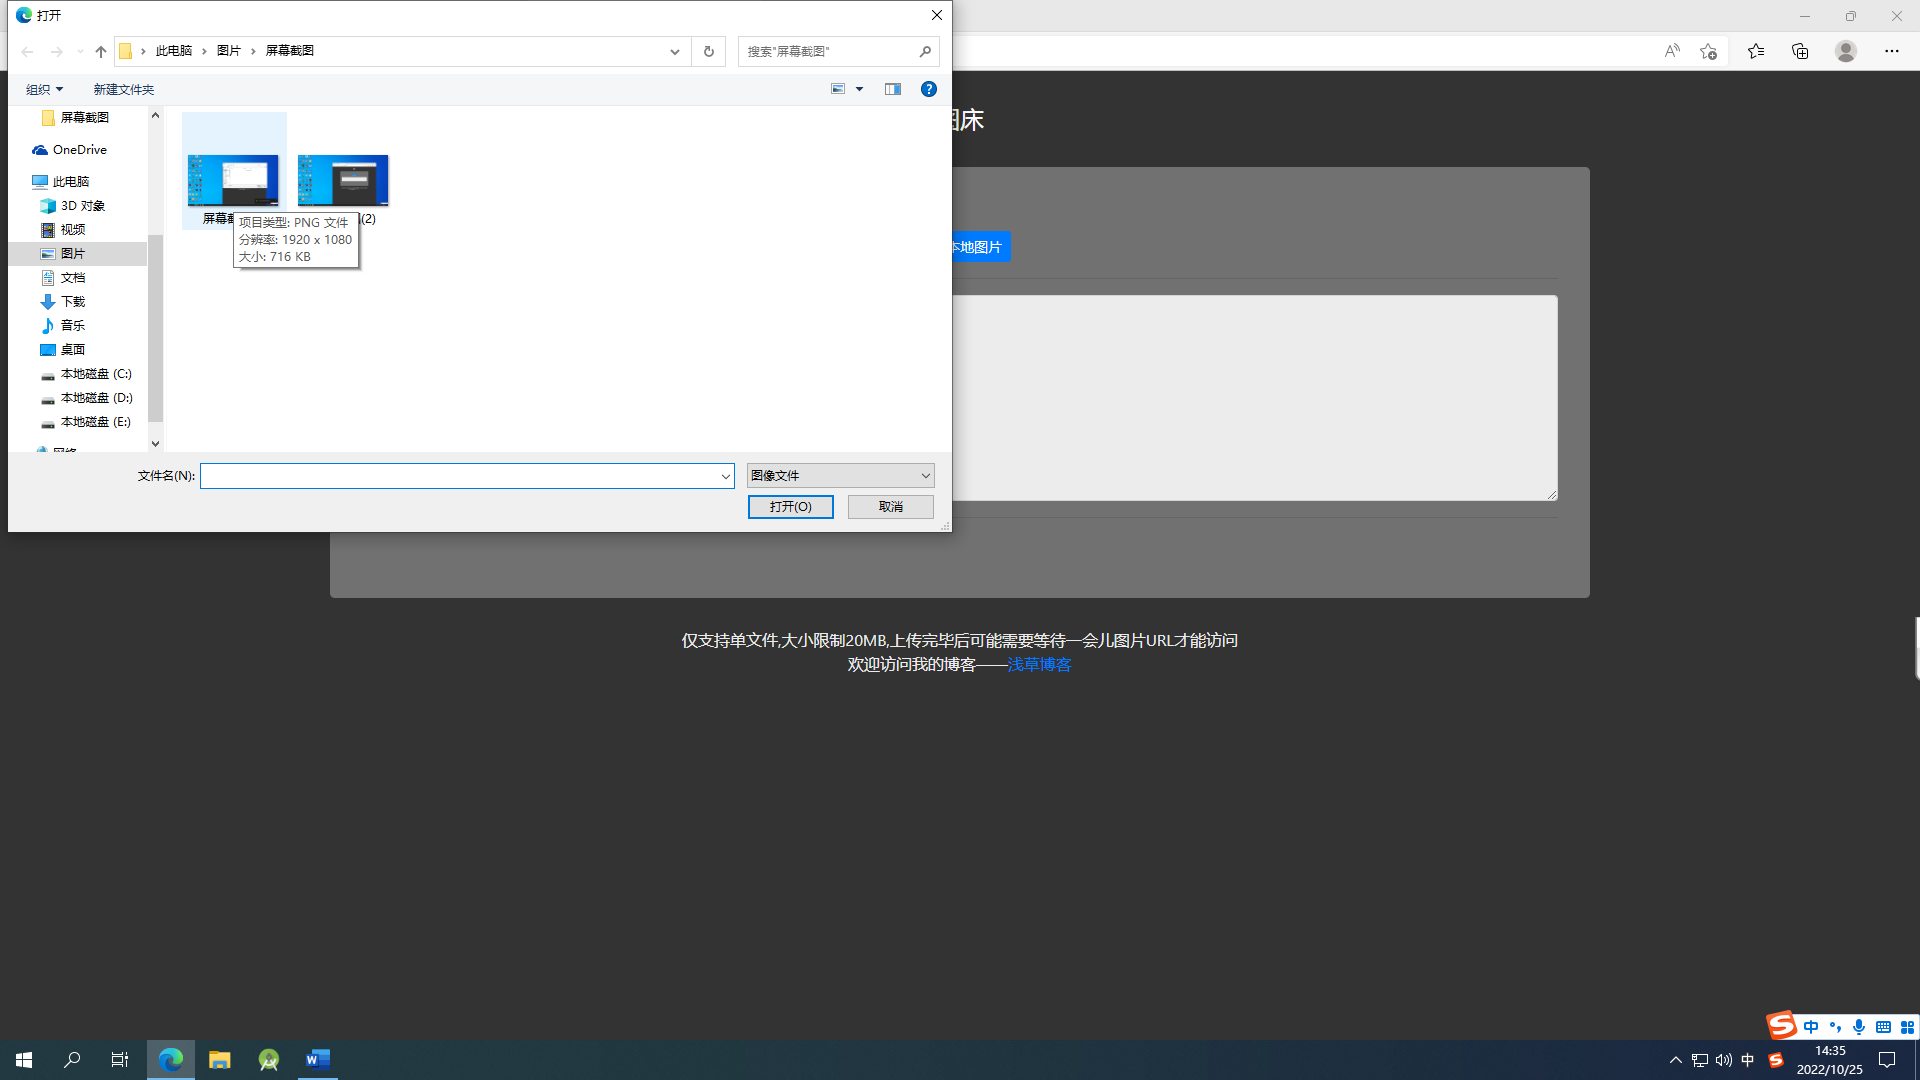 打开
此电脑 › 图片 › 屏幕截图
搜索"屏幕截图"
组织
新建文件夹
屏幕截图
OneDrive
此电脑
3D 对象
视频
图片
文档
下载
音乐
桌面
本地磁盘 (C:)
本地磁盘 (D:)
本地磁盘 (E:)
屏幕
(2)
项目类型: PNG 文件
分辨率: 1920 x 1080
大小: 716 KB
文件名(N):
图像文件
打开(O)
取消
床
本地图片
仅支持单文件,大小限制20MB,上传完毕后可能需要等待一会儿图片URL才能访问
欢迎访问我的博客——浅草博客
中
中
14:35
2022/10/25